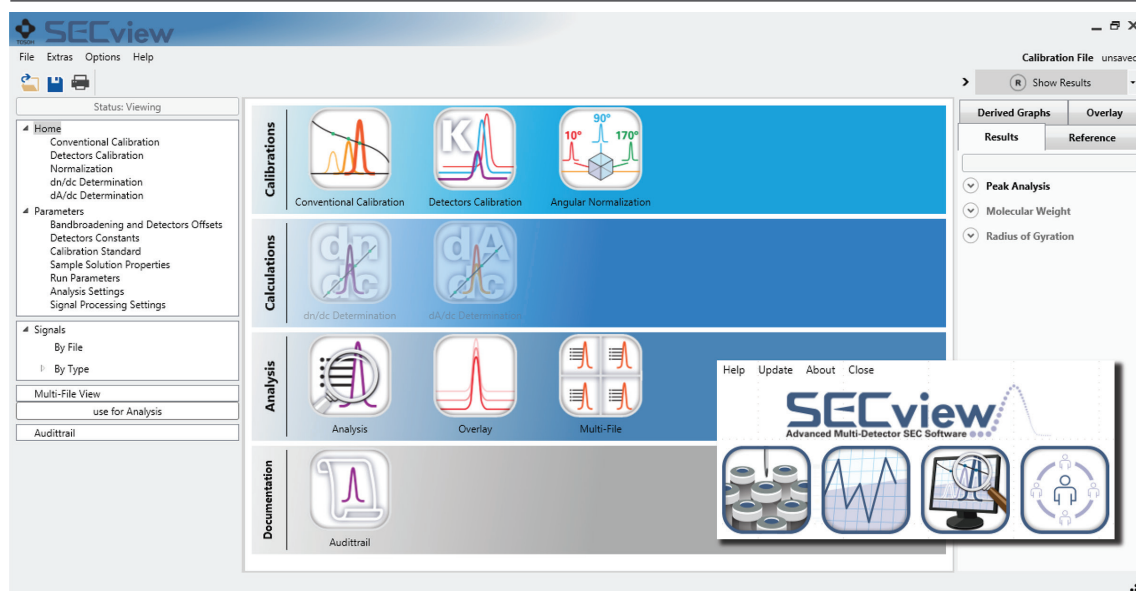 TOSOH
SECview
File Extras Options Help
Calibration File unsaved
R Show Results
Status: Viewing
Home
Conventional Calibration
Detectors Calibration
Normalization
dn/dc Determination
dA/dc Determination
Parameters
Bandbroadening and Detectors Offsets
Detectors Constants
Calibration Standard
Sample Solution Properties
Run Parameters
Analysis Settings
Signal Processing Settings
Signals
By File
By Type
Multi-File View
use for Analysis
Audittrail
Calibrations
K
90°
10° 170°
Conventional Calibration Detectors Calibration Angular Normalization
Calculations
dn dA
dc dc
dn/dc Determination dA/dc Determination
Analysis
Analysis Overlay Multi-File
Documentation
Audittrail
Derived Graphs Overlay
Results Reference
Peak Analysis
Molecular Weight
Radius of Gyration
Help Update About Close
SECview
Advanced Multi-Detector SEC Software